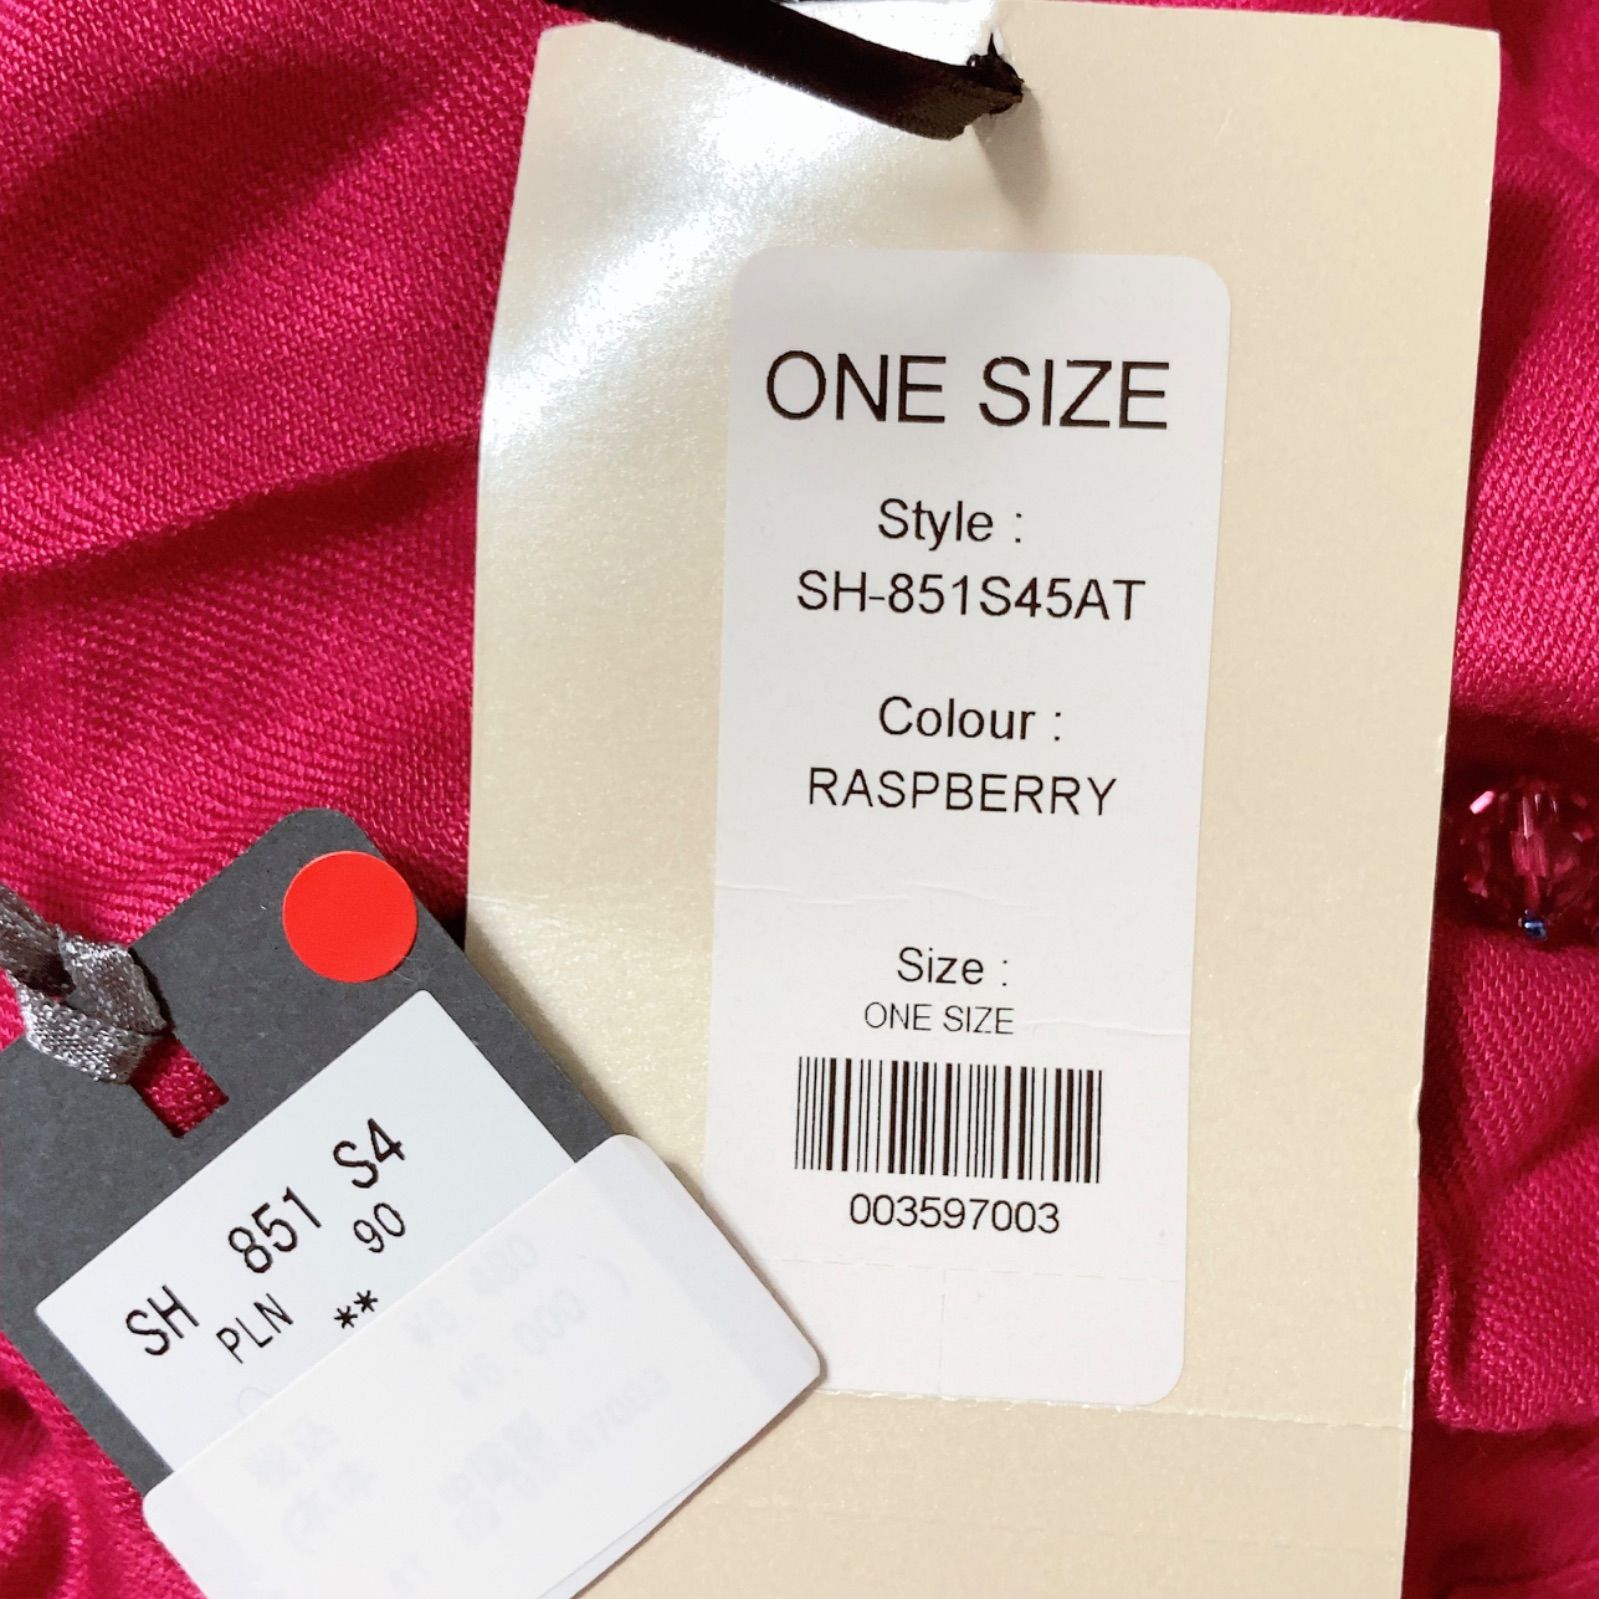 ONE SIZE
Style :
SH-851S45AT
Colour :
RASPBERRY
Size :
ONE SIZE
003597003
SH 851 S4
PLN ** 90